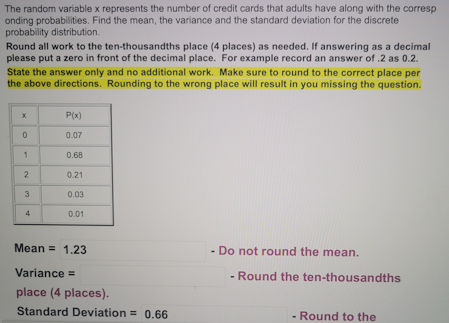 The random variable x represents the number of credit cards that adults have along with the corresp
onding probabilities. Find the mean, the variance and the standard deviation for the discrete
probability distribution.
Round all work to the ten-thousandths place (4 places) as needed. If answering as a decimal
please put a zero in front of the decimal place. For example record an answer of .2 as 0.2.
State the answer only and no additional work. Make sure to round to the correct place per
the above directions. Rounding to the wrong place will result in you missing the question.
x P(x)
0 0.07
1 0.68
2 0.21
3 0.03
4 0.01
Mean = 1.23 - Do not round the mean.
Variance = - Round the ten-thousandths
place (4 places).
Standard Deviation = 0.66 - Round to the